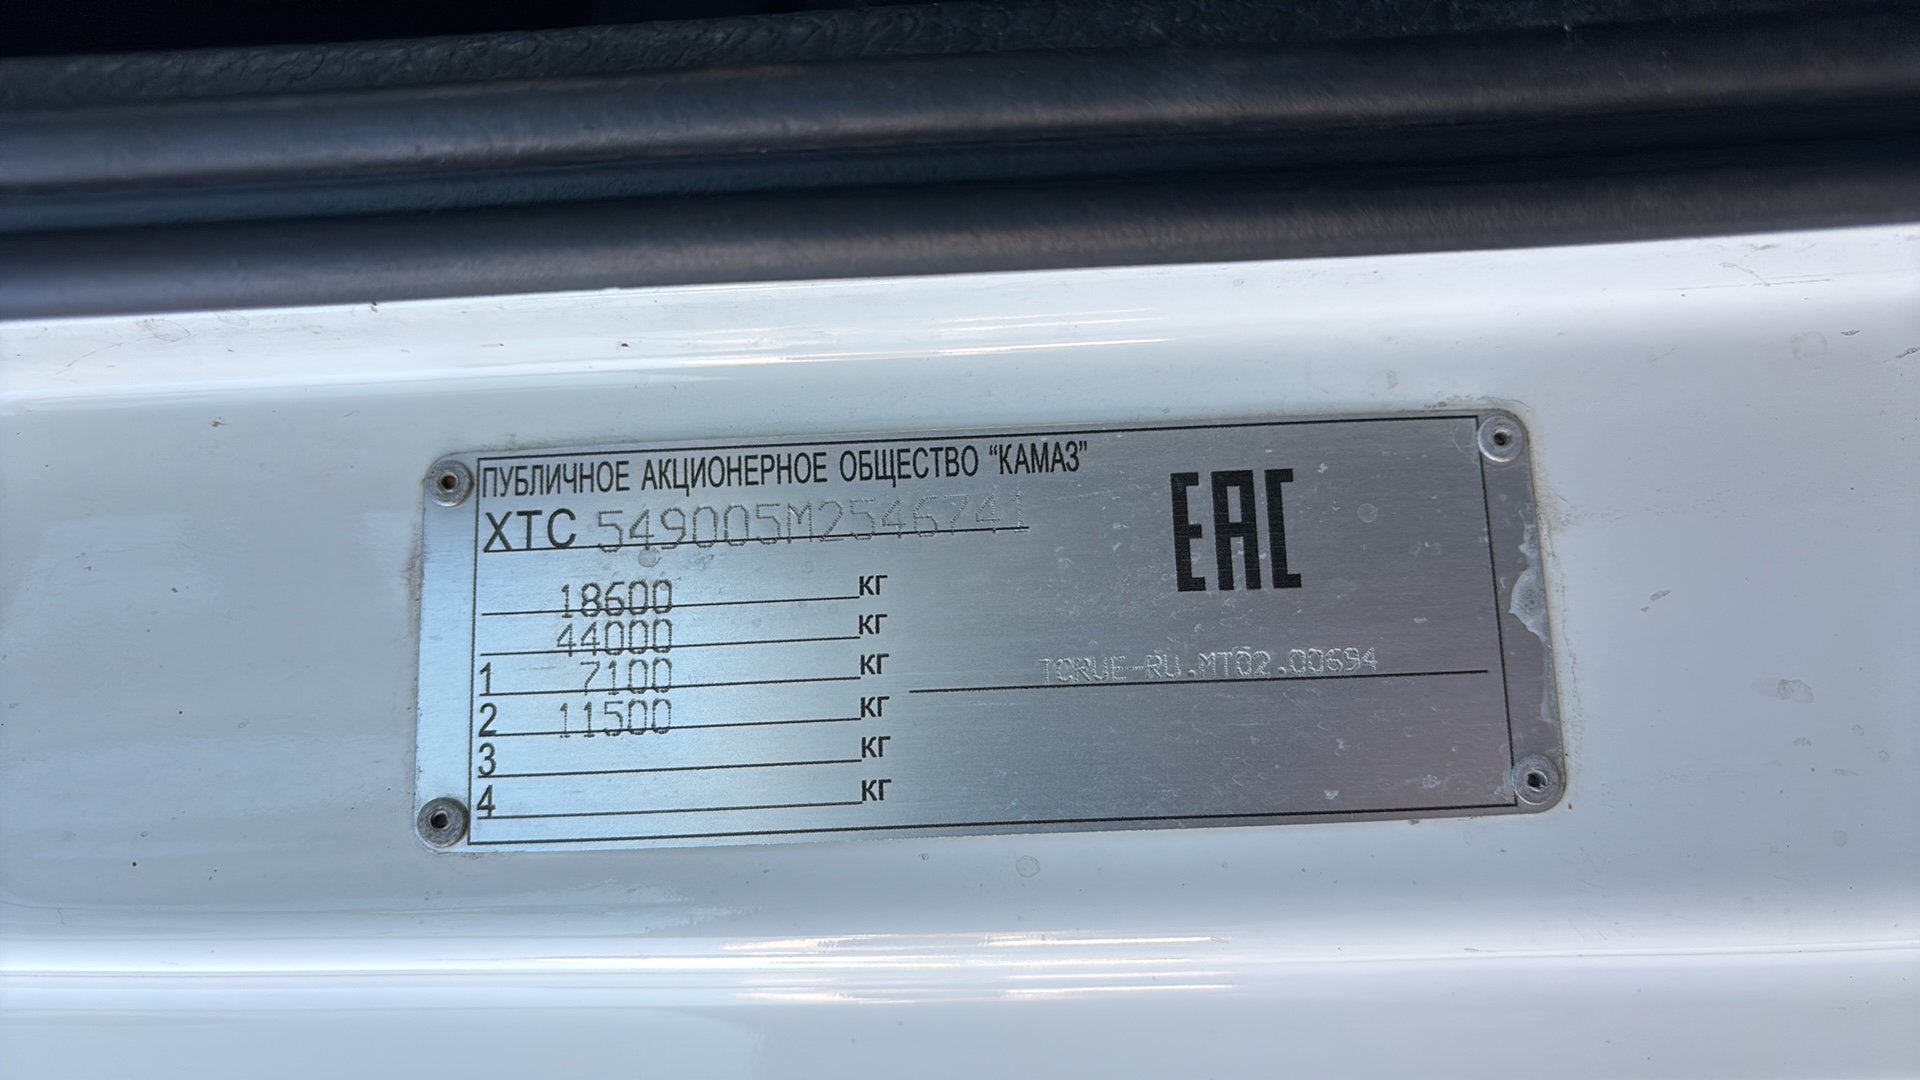 ПУБЛИЧНОЕ АКЦИОНЕРНОЕ ОБЩЕСТВО “КАМАЗ”
XTC 549005M2546741
EAC
18600 кг
44000 кг
1 7100 кг
TCRUE-RU.MT02.00694
2 11500 кг
3 кг
4 кг